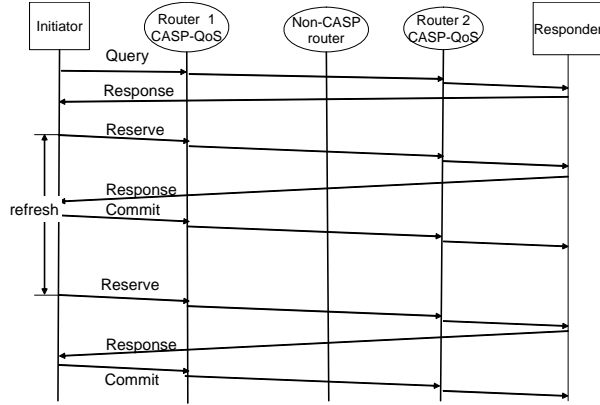 Initiator
Router 1
CASP-QoS
Non-CASP
router
Router 2
CASP-QoS
Responder
Query
Response
Reserve
Response
refresh
Commit
Reserve
Response
Commit